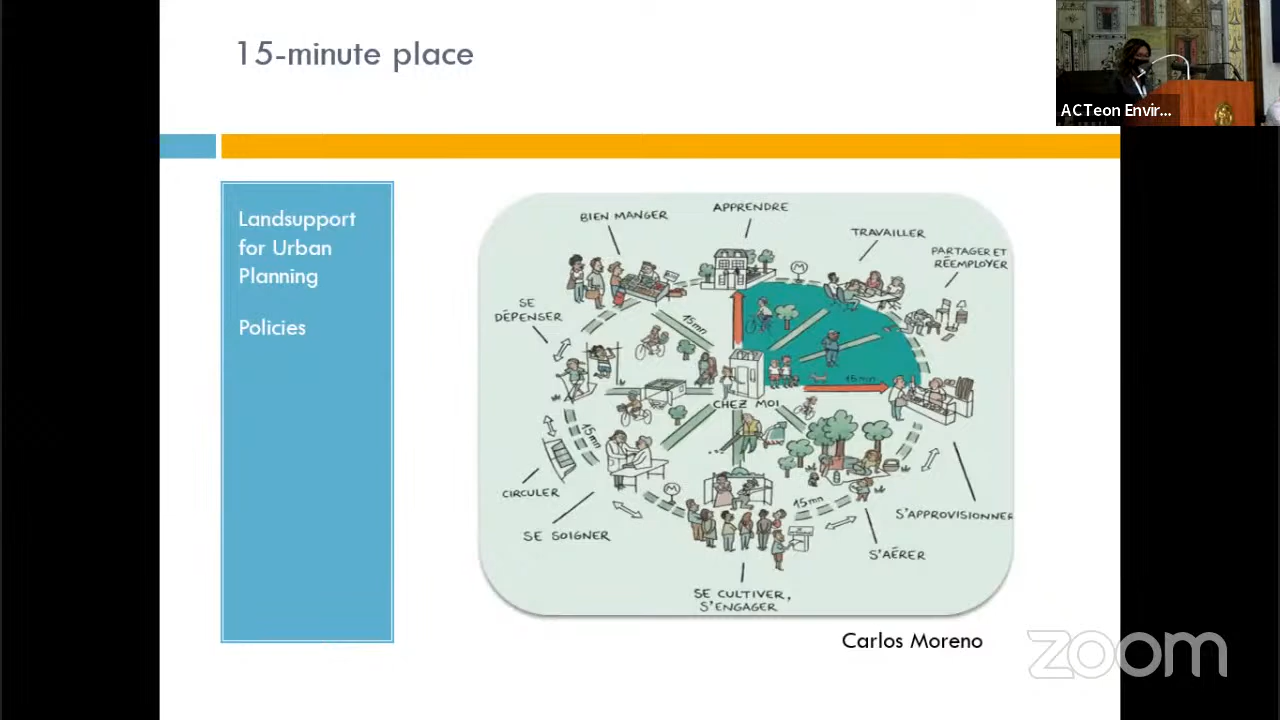 15-minute place
ACTeon Envir...
Landsupport
for Urban
Planning
Policies
BIEN MANGER
APPRENDRE
TRAVAILLER
PARTAGER ET
RÉEMPLOYER
M
SE
DÉPENSER
15mn
15mn
CHEZ MOI
15mn
CIRCULER
M
15mn
S'APPROVISIONNER
SE SOIGNER
S'AÉRER
SE CULTIVER,
S'ENGAGER
Carlos Moreno
zoom